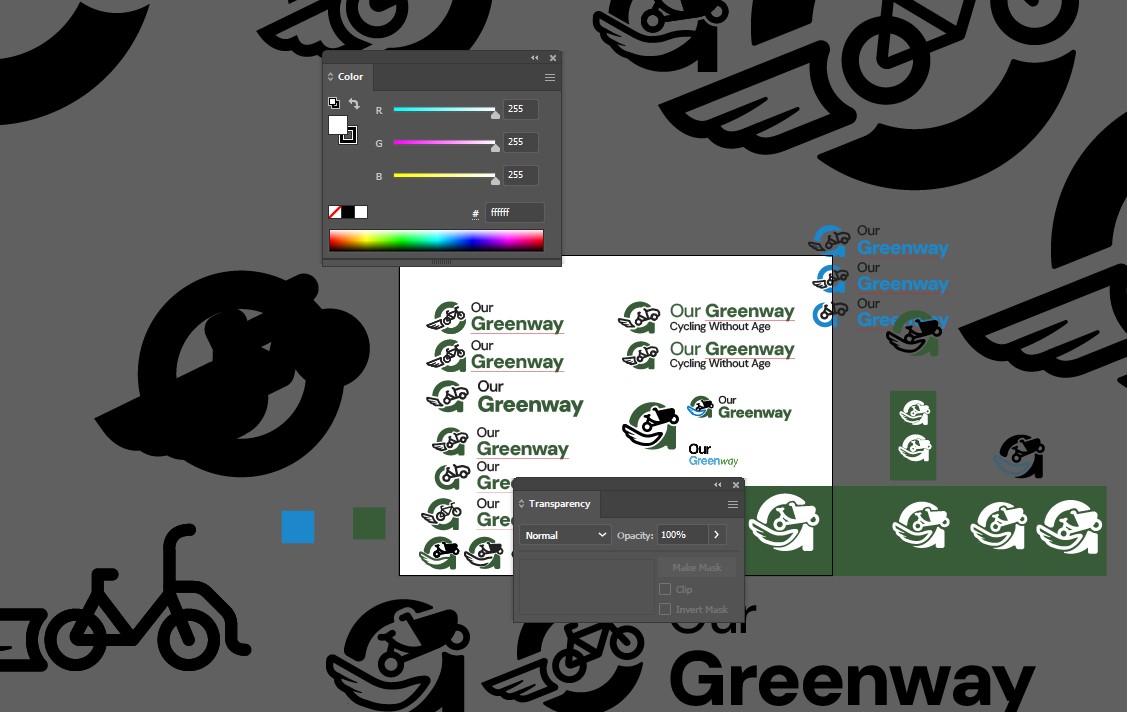 Color
R 255
G 255
B 255
# ffffff
Our
Greenway
Our
Greenway
Our
Greenway
Our
Greenway
Our
Greenway
Our
Greenway
Our
Greenway
Our
Gre
Our
Gre
Our Greenway
Cycling Without Age
Our Greenway
Cycling Without Age
Our
Greenway
Our
Greenway
Transparency
Normal
Opacity: 100%
Make Mask
Clip
Invert Mask
Our
Greenway